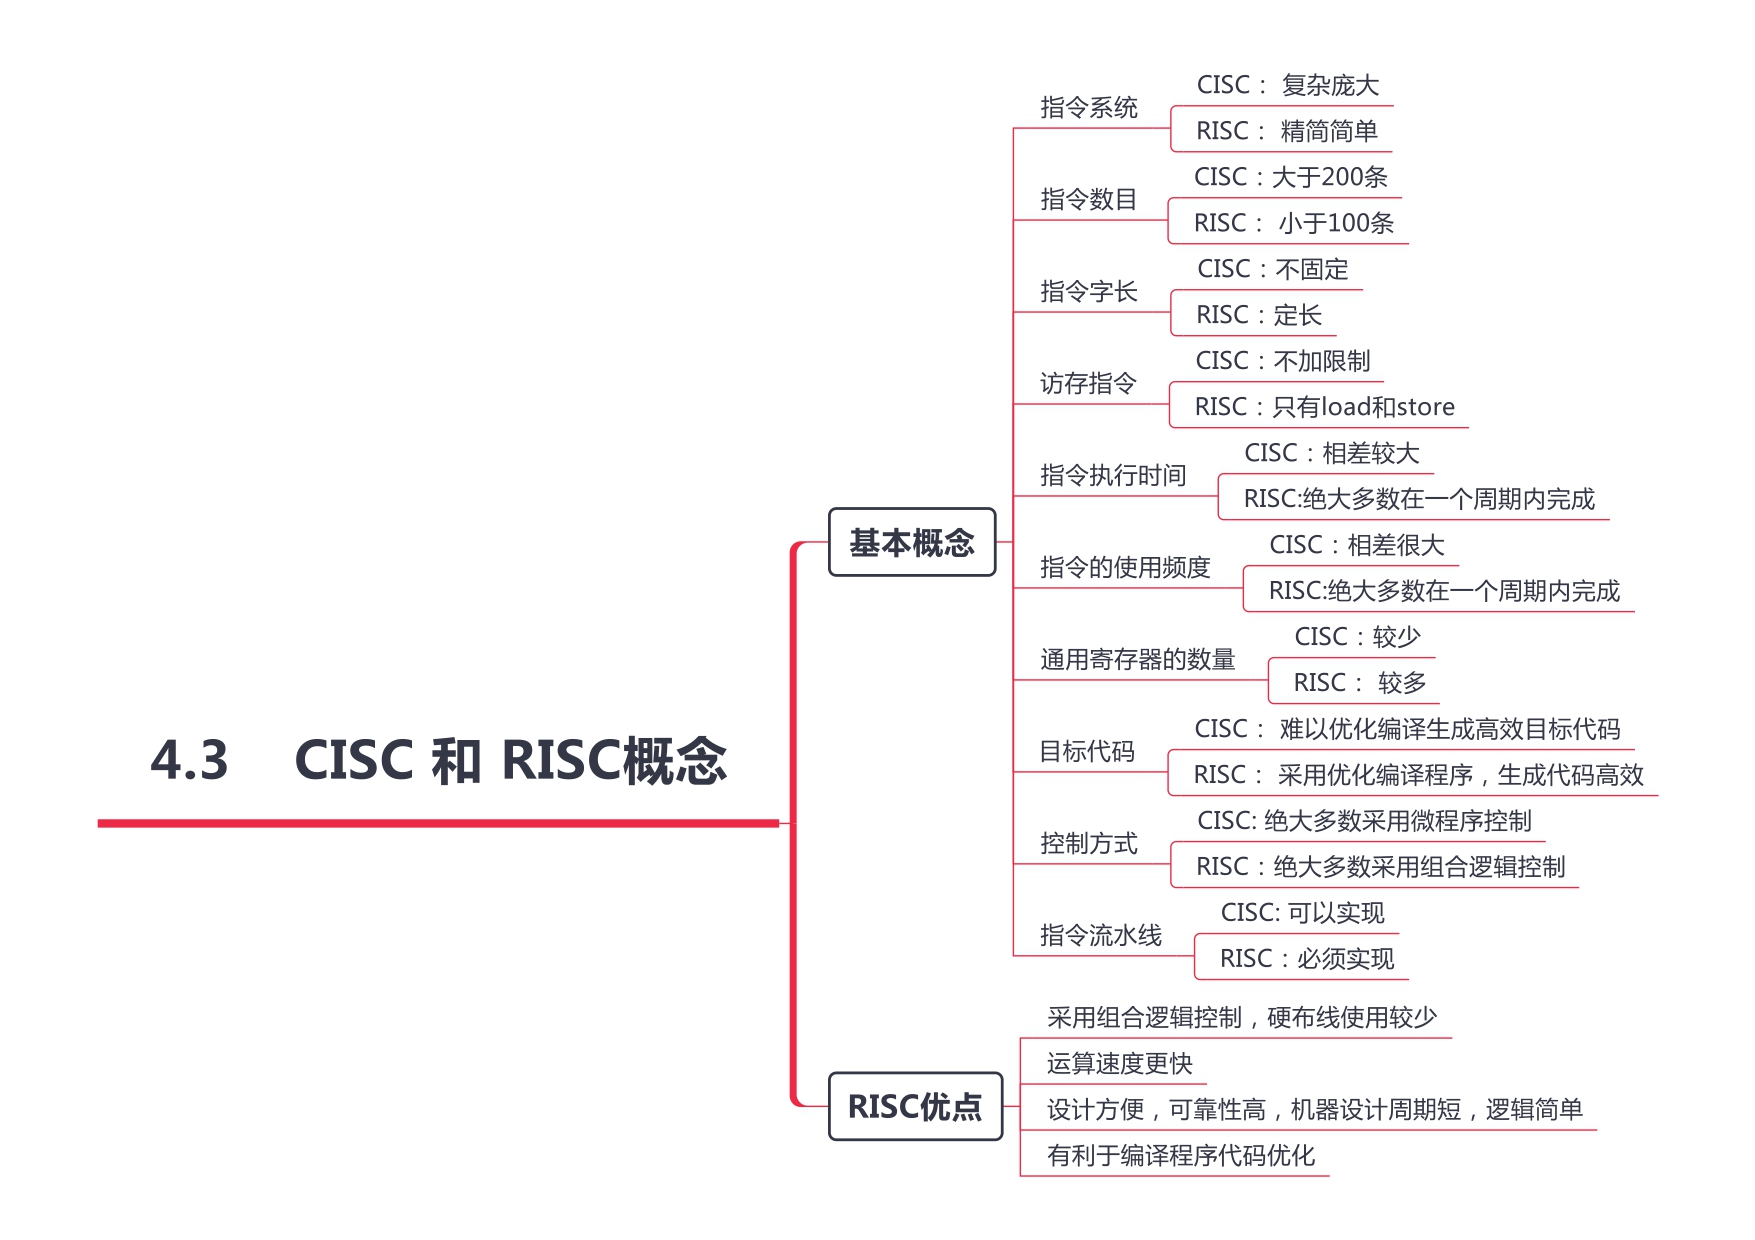 4.3 CISC 和 RISC概念
基本概念
指令系统
CISC： 复杂庞大
RISC： 精简简单
指令数目
CISC：大于200条
RISC： 小于100条
指令字长
CISC：不固定
RISC：定长
访存指令
CISC：不加限制
RISC：只有load和store
指令执行时间
CISC：相差较大
RISC:绝大多数在一个周期内完成
指令的使用频度
CISC：相差很大
RISC:绝大多数在一个周期内完成
通用寄存器的数量
CISC：较少
RISC： 较多
目标代码
CISC： 难以优化编译生成高效目标代码
RISC： 采用优化编译程序，生成代码高效
控制方式
CISC: 绝大多数采用微程序控制
RISC：绝大多数采用组合逻辑控制
指令流水线
CISC: 可以实现
RISC：必须实现
RISC优点
采用组合逻辑控制，硬布线使用较少
运算速度更快
设计方便，可靠性高，机器设计周期短，逻辑简单
有利于编译程序代码优化